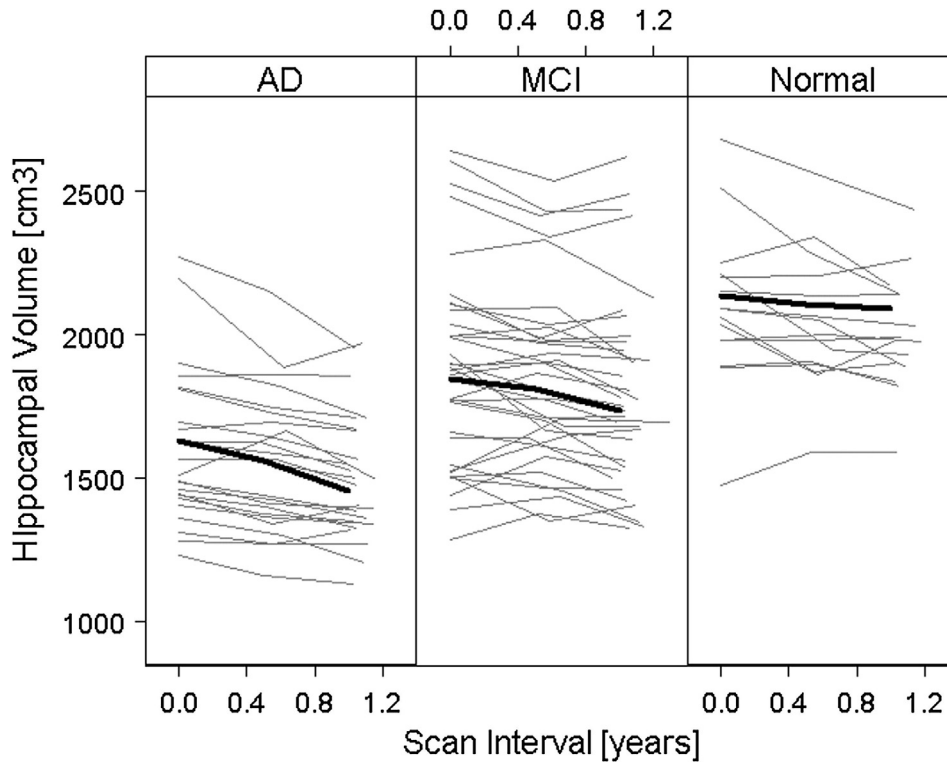 0.0 0.4 0.8 1.2
AD MCI Normal
HIppocampal Volume [cm3]
2500
2000
1500
1000
0.0 0.4 0.8 1.2 0.0 0.4 0.8 1.2
Scan Interval [years]